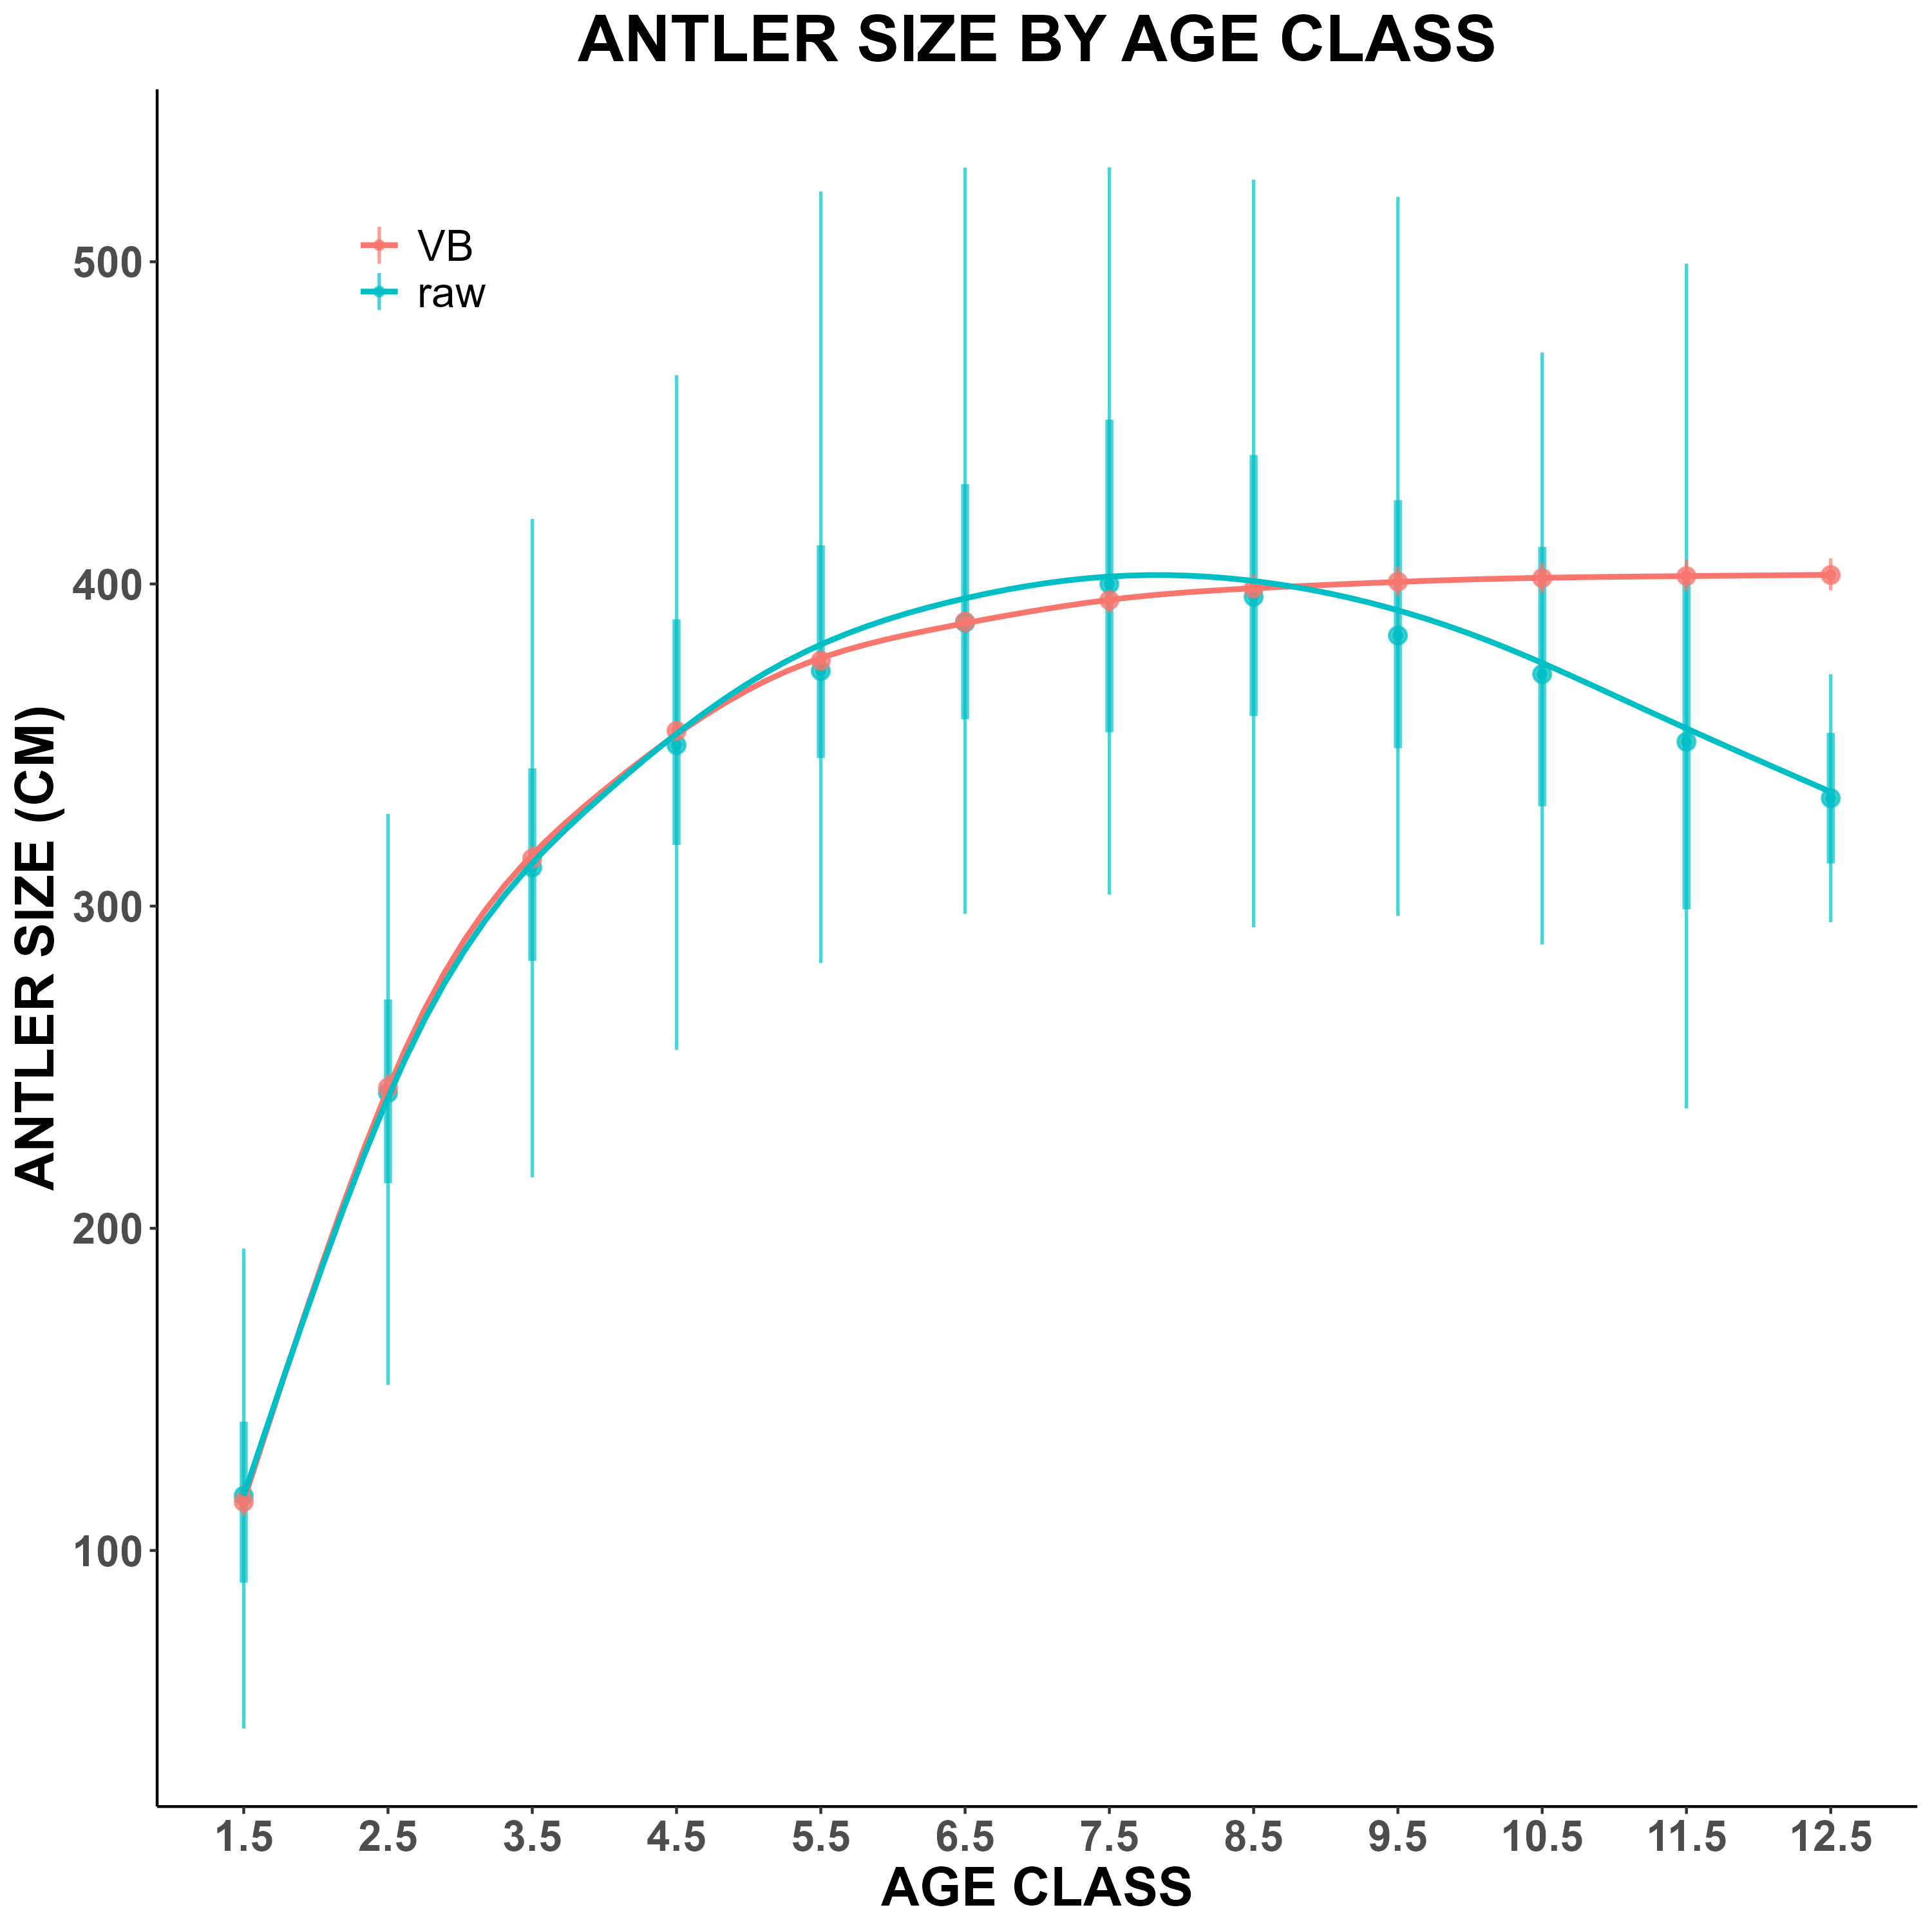 ANTLER SIZE BY AGE CLASS
VB
raw
ANTLER SIZE (CM)
500
400
300
200
100
1.5 2.5 3.5 4.5 5.5 6.5 7.5 8.5 9.5 10.5 11.5 12.5
AGE CLASS